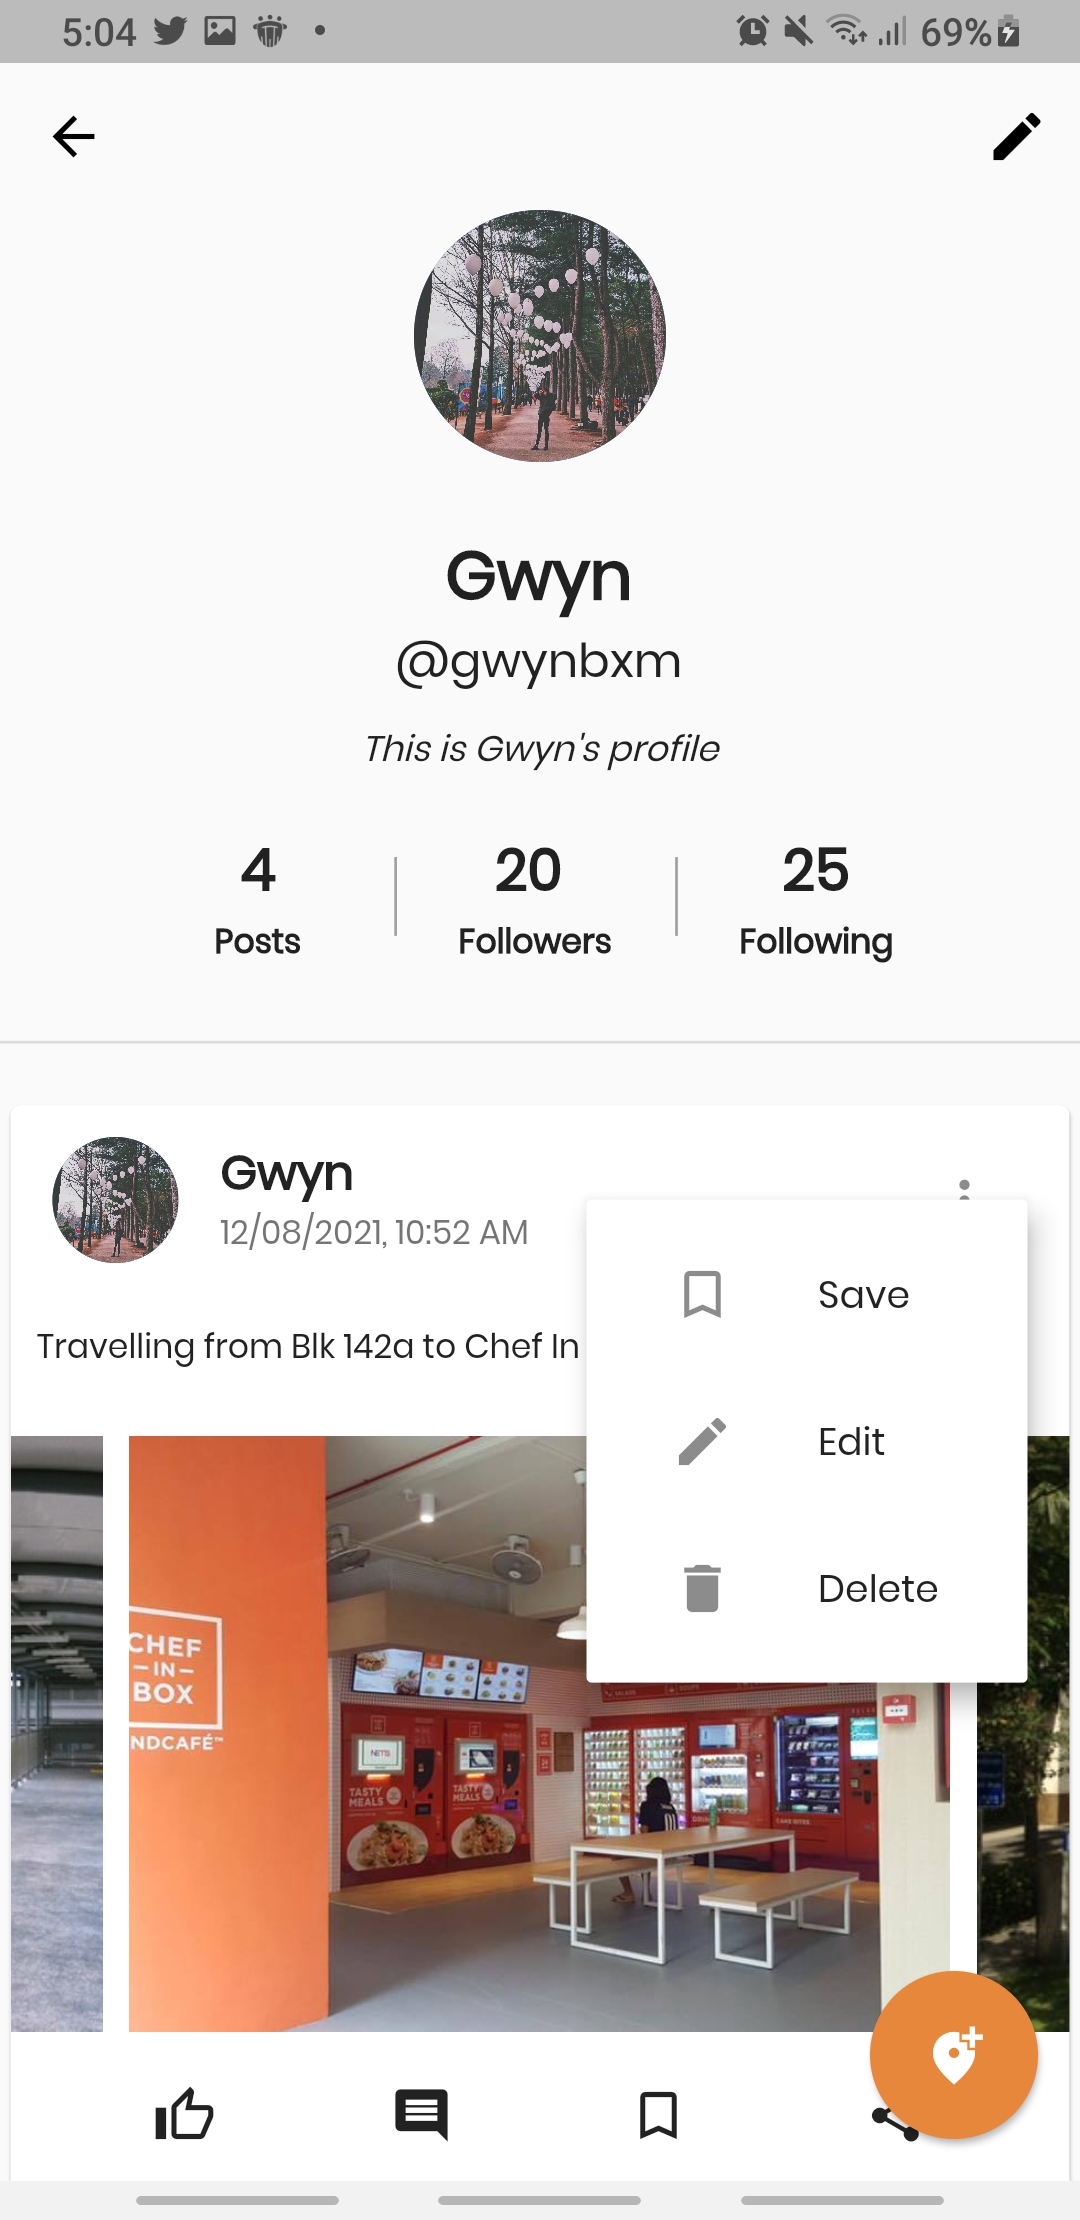 5:04
69%
Gwyn
@gwynbxm
This is Gwyn's profile
4
20
25
Posts
Followers
Following
Gwyn
12/08/2021, 10:52 AM
Travelling from Blk 142a to Chef In
Save
Edit
Delete
CHEF
–IN–
BOX
NDCAFÉ™
NETS
TASTY
MEALS
TASTY
MEALS